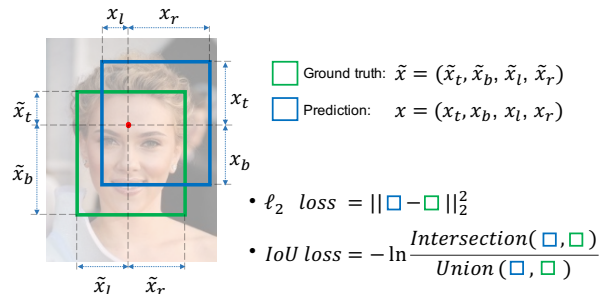 x_l x_r
x̃_t x_t
x̃_b x_b
x̃_l x̃_r
Ground truth: x̃ = (x̃_t, x̃_b, x̃_l, x̃_r)
Prediction: x = (x_t, x_b, x_l, x_r)
• ℓ₂ loss = ||□−□||₂²
• IoU loss = −ln Intersection(□,□) / Union(□,□)